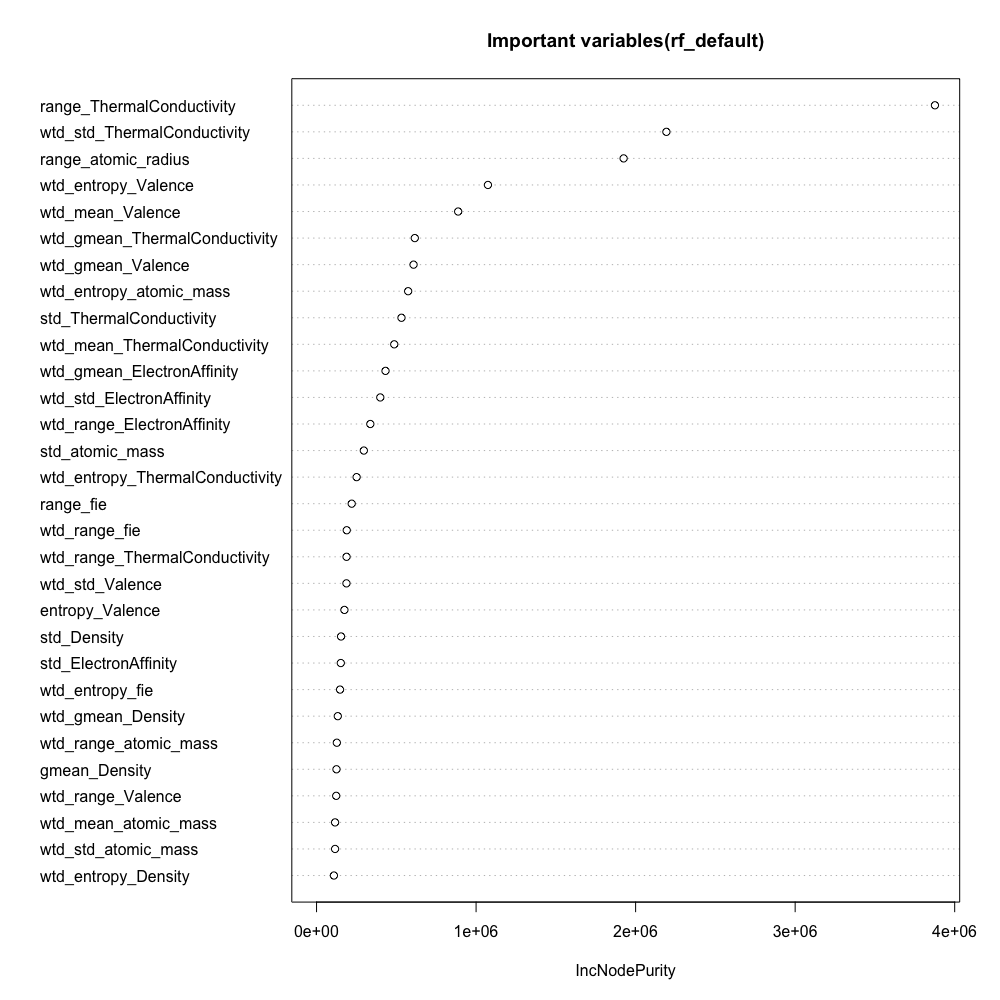 Important variables(rf_default)
range_ThermalConductivity
wtd_std_ThermalConductivity
range_atomic_radius
wtd_entropy_Valence
wtd_mean_Valence
wtd_gmean_ThermalConductivity
wtd_gmean_Valence
wtd_entropy_atomic_mass
std_ThermalConductivity
wtd_mean_ThermalConductivity
wtd_gmean_ElectronAffinity
wtd_std_ElectronAffinity
wtd_range_ElectronAffinity
std_atomic_mass
wtd_entropy_ThermalConductivity
range_fie
wtd_range_fie
wtd_range_ThermalConductivity
wtd_std_Valence
entropy_Valence
std_Density
std_ElectronAffinity
wtd_entropy_fie
wtd_gmean_Density
wtd_range_atomic_mass
gmean_Density
wtd_range_Valence
wtd_mean_atomic_mass
wtd_std_atomic_mass
wtd_entropy_Density
0e+00 1e+06 2e+06 3e+06 4e+06
IncNodePurity